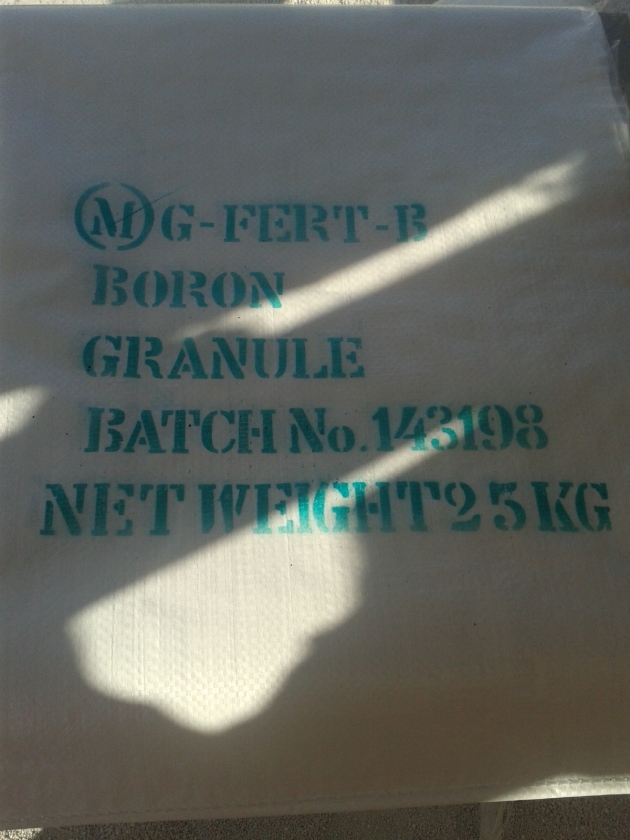 (M)G-FERT-B
BORON
GRANULE
BATCH No.143198
NET WEIGHT 25 KG